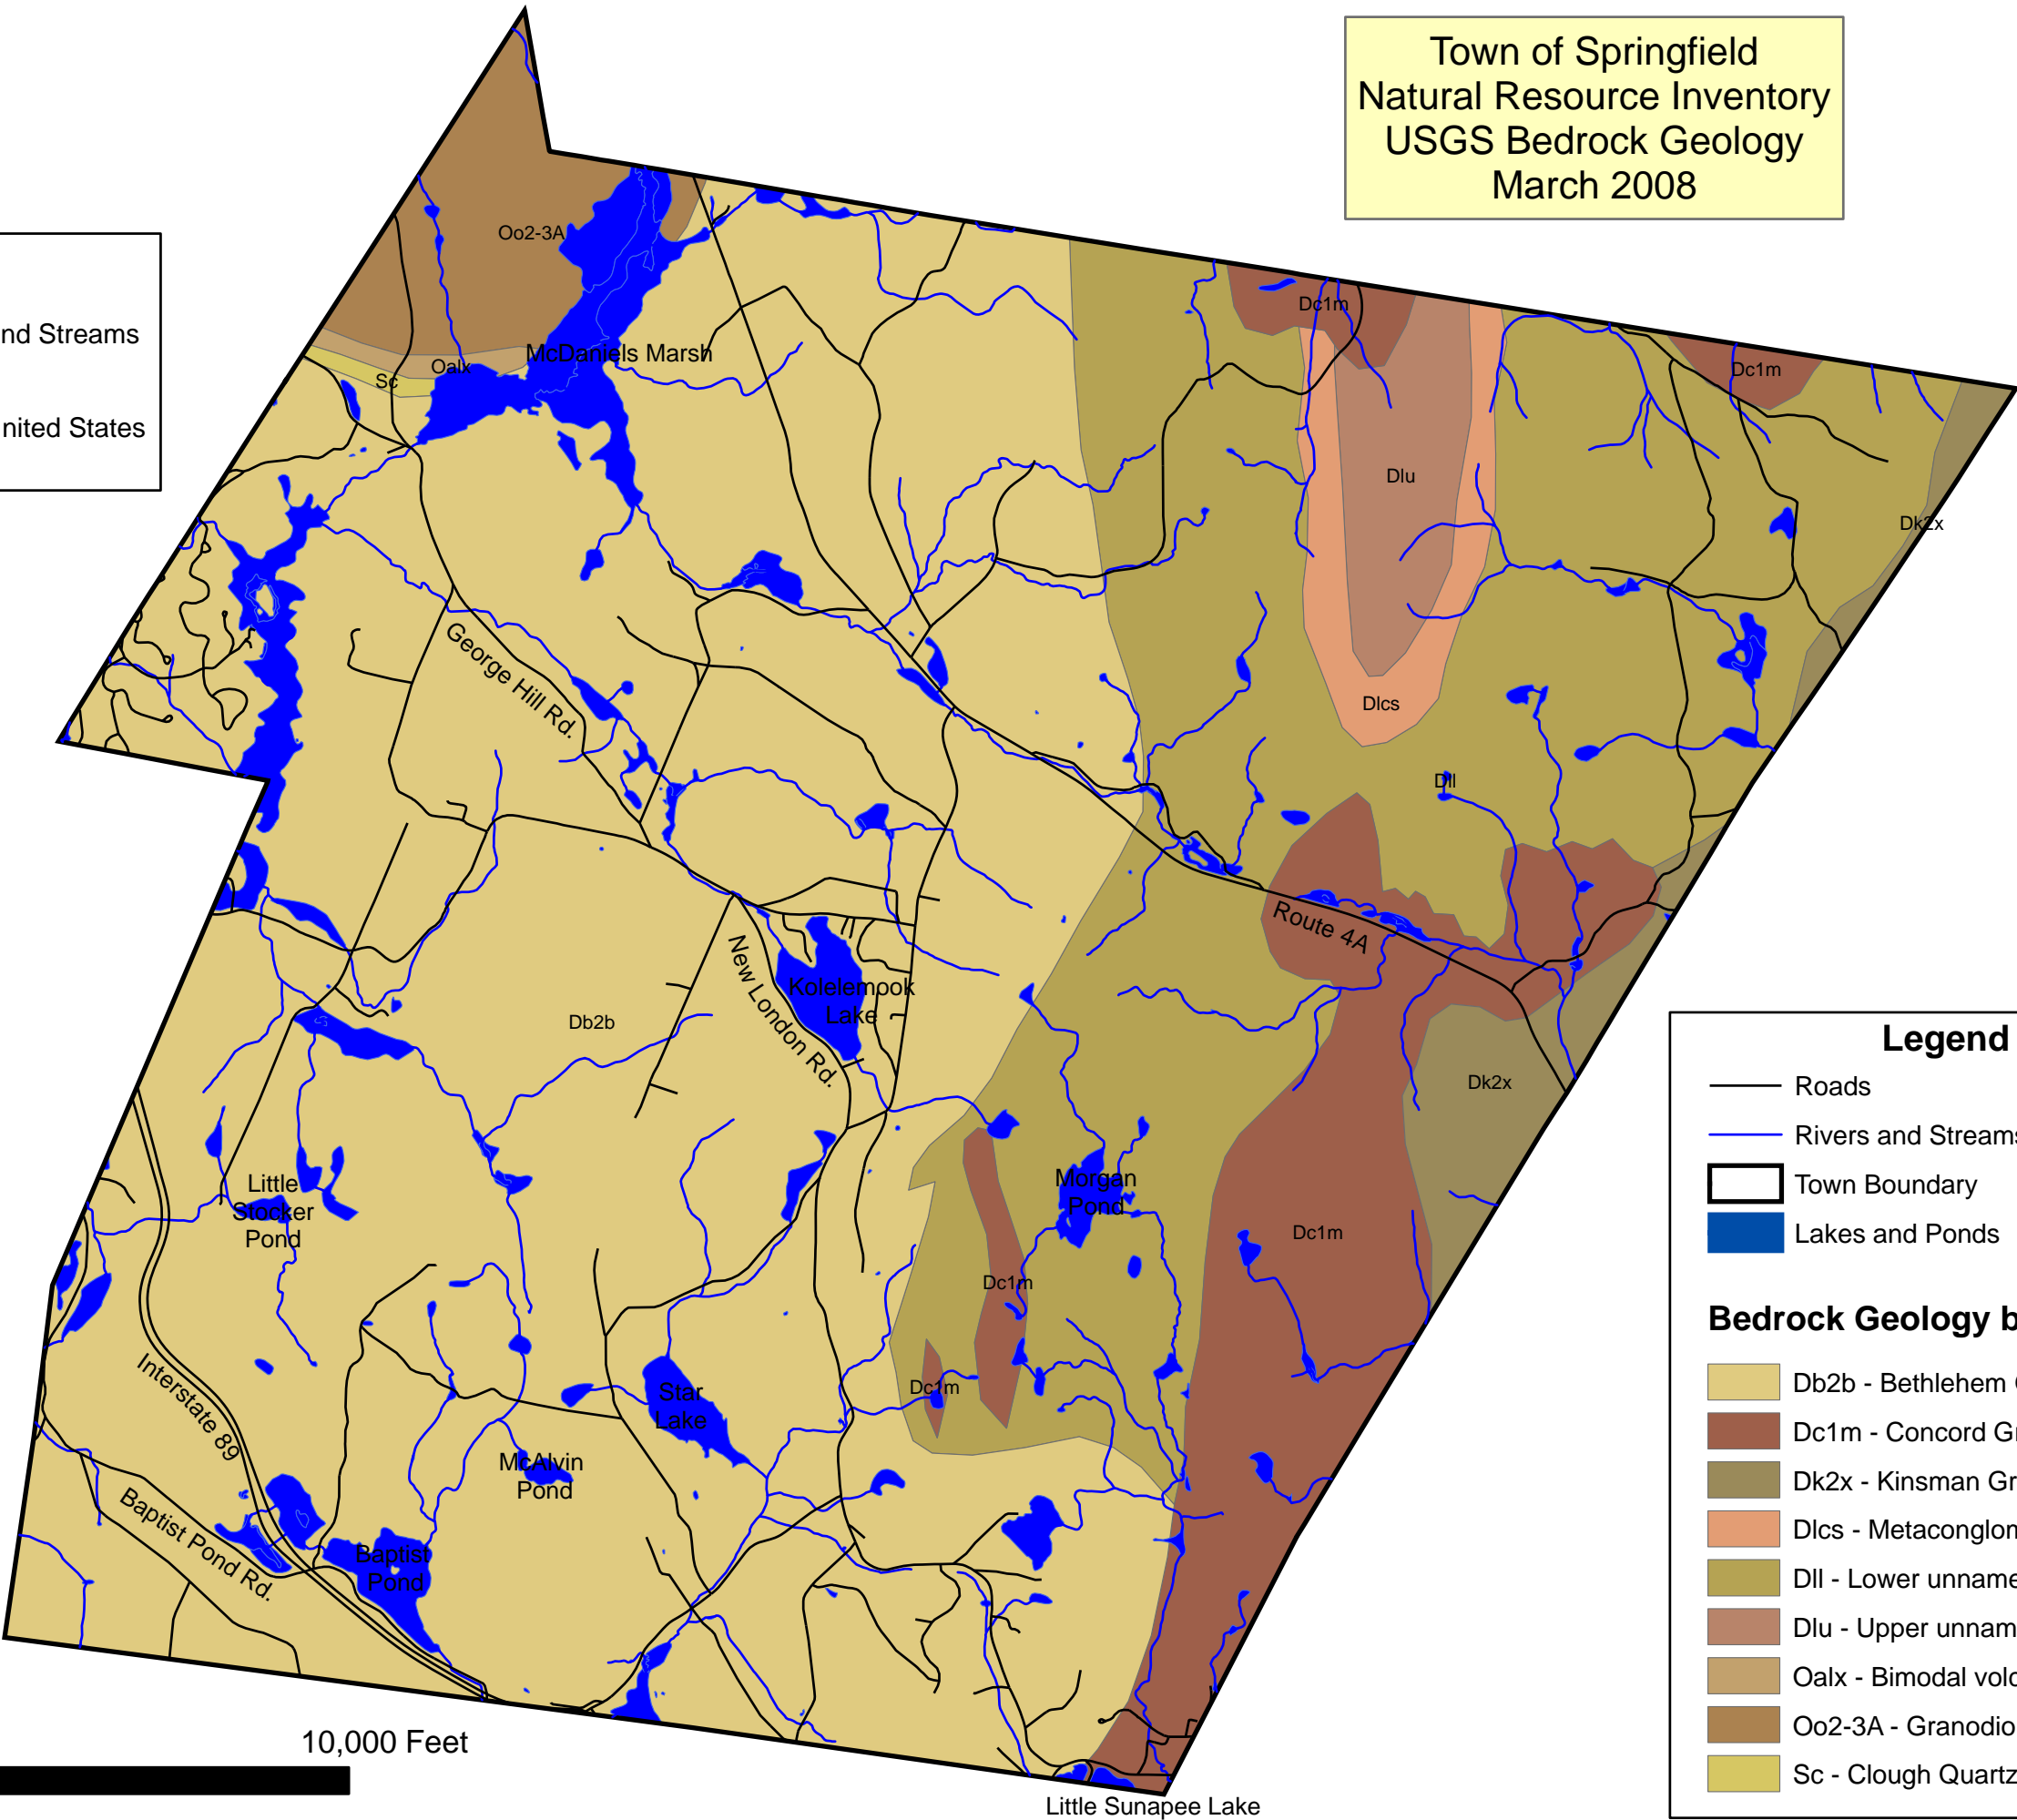 Town of Springfield
Natural Resource Inventory
USGS Bedrock Geology
March 2008
nd Streams
nited States
Oo2-3A
McDaniels Marsh
Oalx
Sc
Dc1m
Dc1m
Dlu
Dk2x
George Hill Rd.
Dlcs
Dll
Route 4A
New London Rd.
Kolelemook
Lake
Db2b
Dk2x
Little
Stocker
Pond
Morgan
Pond
Dc1m
Dc1m
Dc1m
Interstate 89
Star
Lake
McAlvin
Pond
Baptist Pond Rd.
Baptist
Pond
10,000 Feet
Little Sunapee Lake
Legend
Roads
Rivers and Streams
Town Boundary
Lakes and Ponds
Bedrock Geology b
Db2b - Bethlehem
Dc1m - Concord Gr
Dk2x - Kinsman Gr
Dlcs - Metaconglom
Dll - Lower unname
Dlu - Upper unnam
Oalx - Bimodal volc
Oo2-3A - Granodio
Sc - Clough Quartz